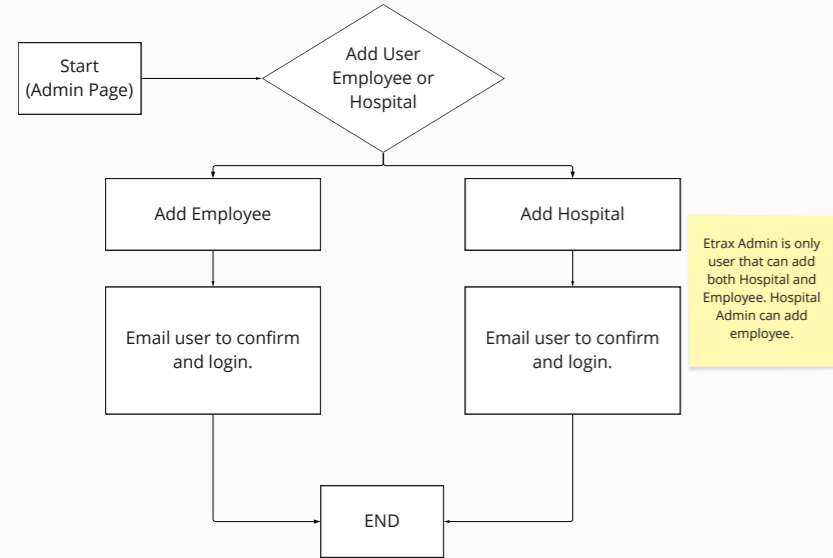 Start
(Admin Page)
Add User
Employee or
Hospital
Add Employee
Add Hospital
Etrax Admin is only
user that can add
both Hospital and
Employee. Hospital
Admin can add
employee.
Email user to confirm
and login.
Email user to confirm
and login.
END